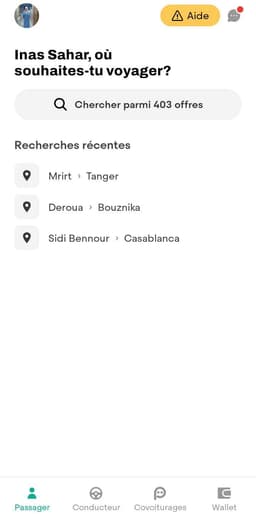 Aide
Inas Sahar, où
souhaites-tu voyager?
Chercher parmi 403 offres
Recherches récentes
Mrirt › Tanger
Deroua › Bouznika
Sidi Bennour › Casablanca
Passager Conducteur Covoiturages Wallet